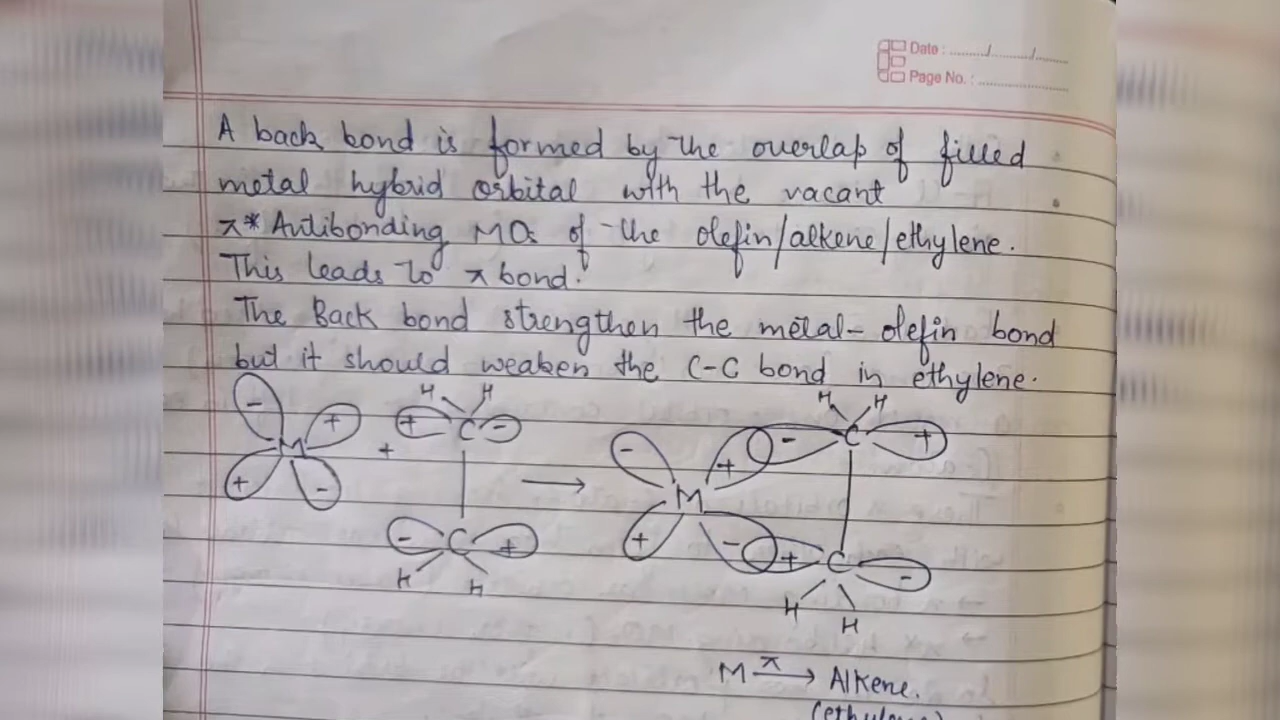 Date : ......../......../........
Page No. : ........................
A back bond is formed by the overlap of filled
metal hybrid orbital with the vacant
π* Antibonding MOs of the olefin/alkene/ethylene.
This leads to π bond.
The Back bond strengthen the metal-olefin bond
but it should weaken the C-C bond in ethylene.
H H H H
- + + C - - + - C +
M + → M
+ - + - + C -
- C +
H H H H
M π→ Alkene.
(ethylene)